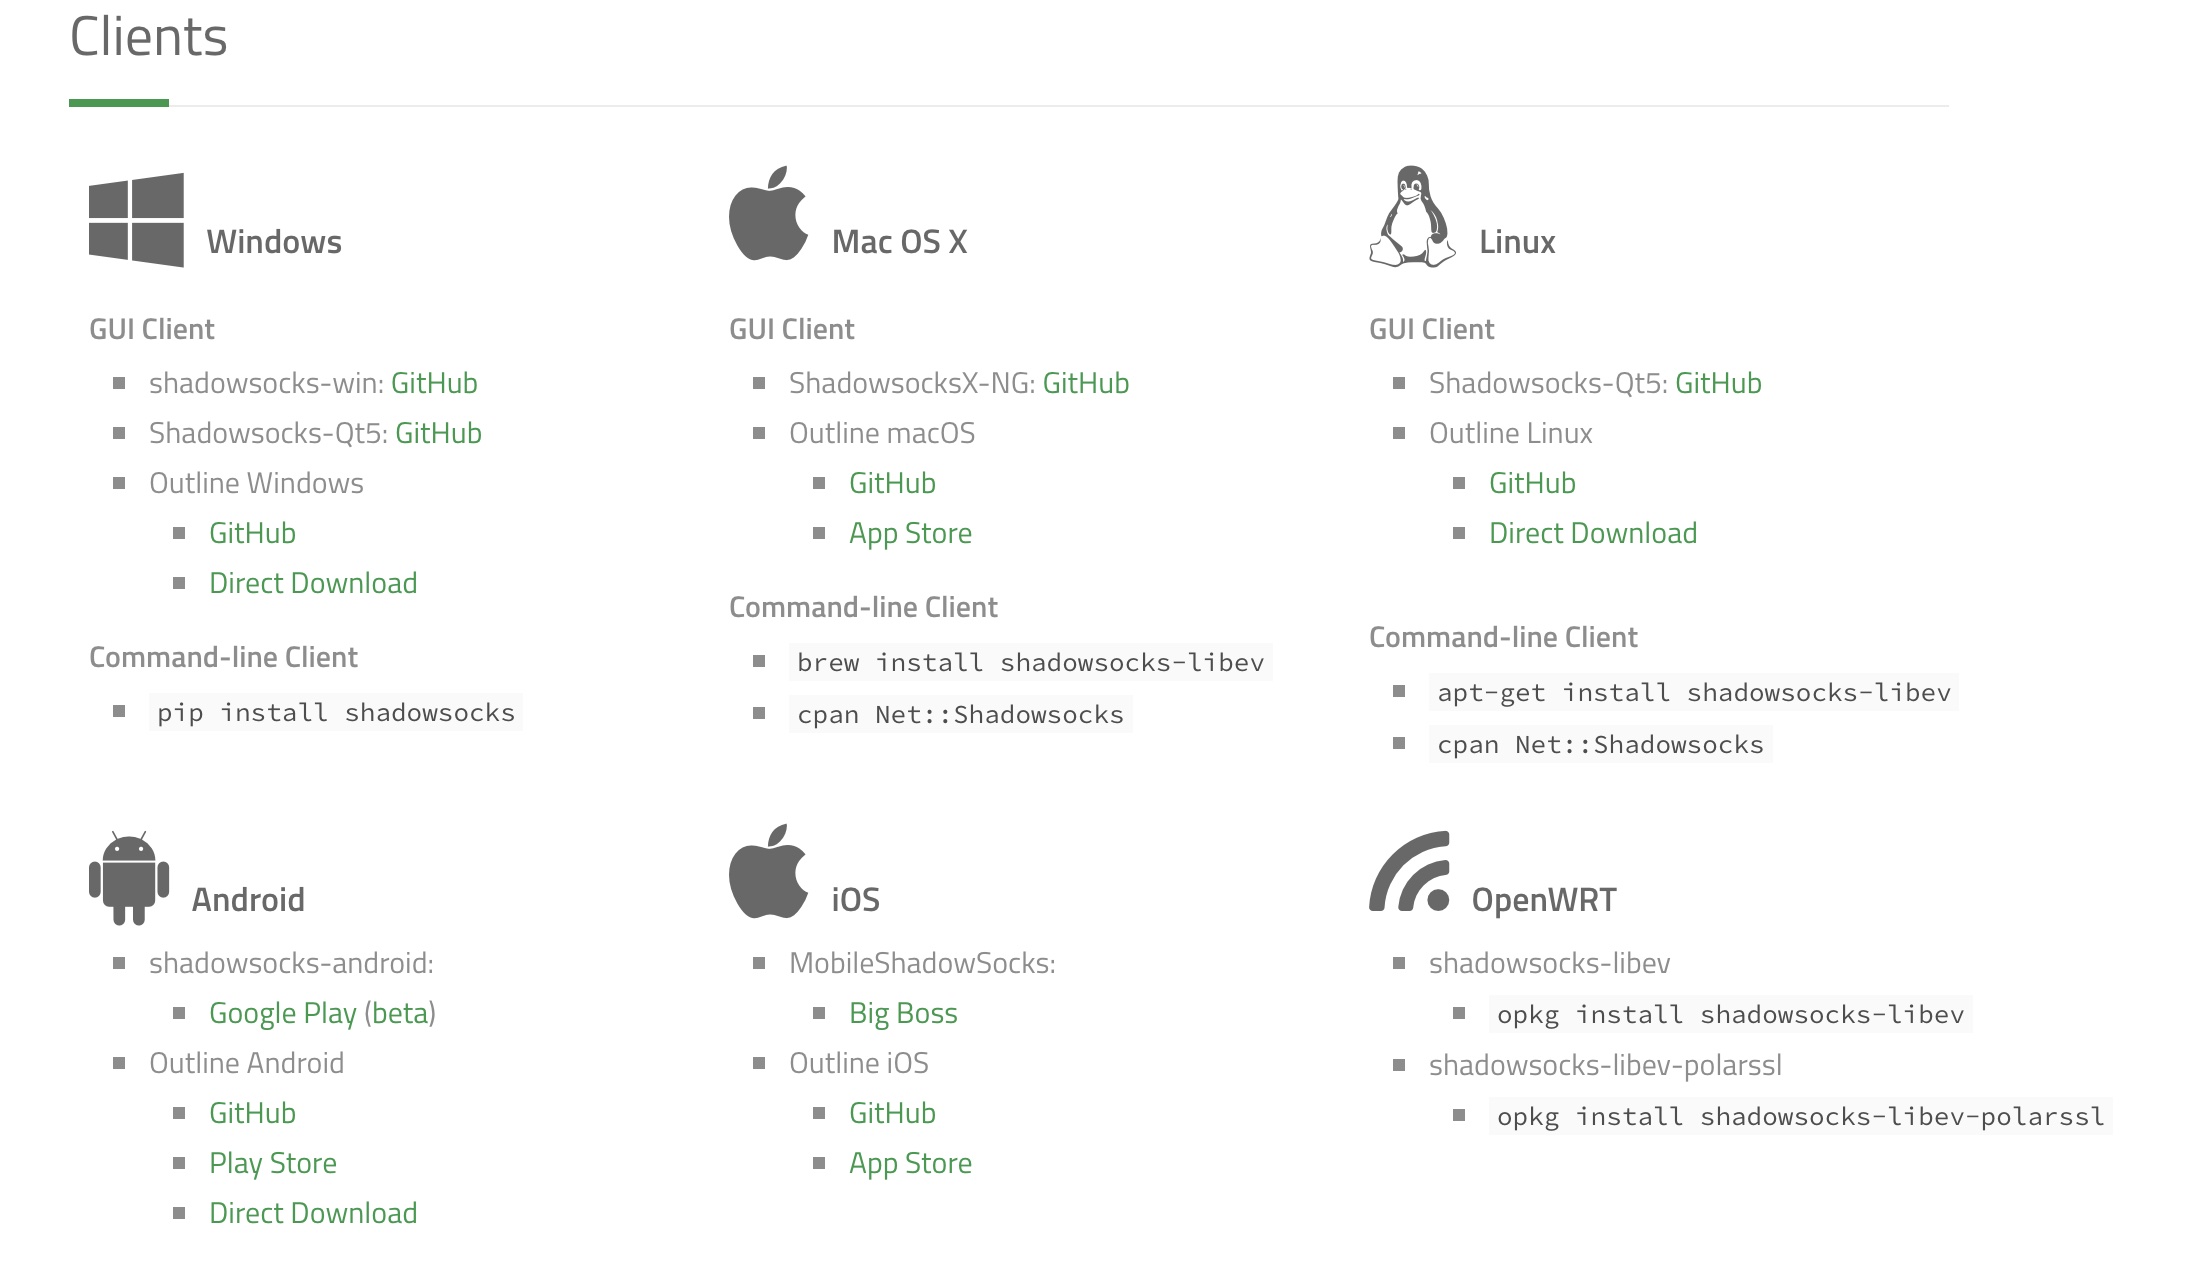 Clients
Windows
GUI Client
shadowsocks-win: GitHub
Shadowsocks-Qt5: GitHub
Outline Windows
GitHub
Direct Download
Command-line Client
pip install shadowsocks
Mac OS X
GUI Client
ShadowsocksX-NG: GitHub
Outline macOS
GitHub
App Store
Command-line Client
brew install shadowsocks-libev
cpan Net::Shadowsocks
Linux
GUI Client
Shadowsocks-Qt5: GitHub
Outline Linux
GitHub
Direct Download
Command-line Client
apt-get install shadowsocks-libev
cpan Net::Shadowsocks
Android
shadowsocks-android:
Google Play (beta)
Outline Android
GitHub
Play Store
Direct Download
iOS
MobileShadowSocks:
Big Boss
Outline iOS
GitHub
App Store
OpenWRT
shadowsocks-libev
opkg install shadowsocks-libev
shadowsocks-libev-polarssl
opkg install shadowsocks-libev-polarssl